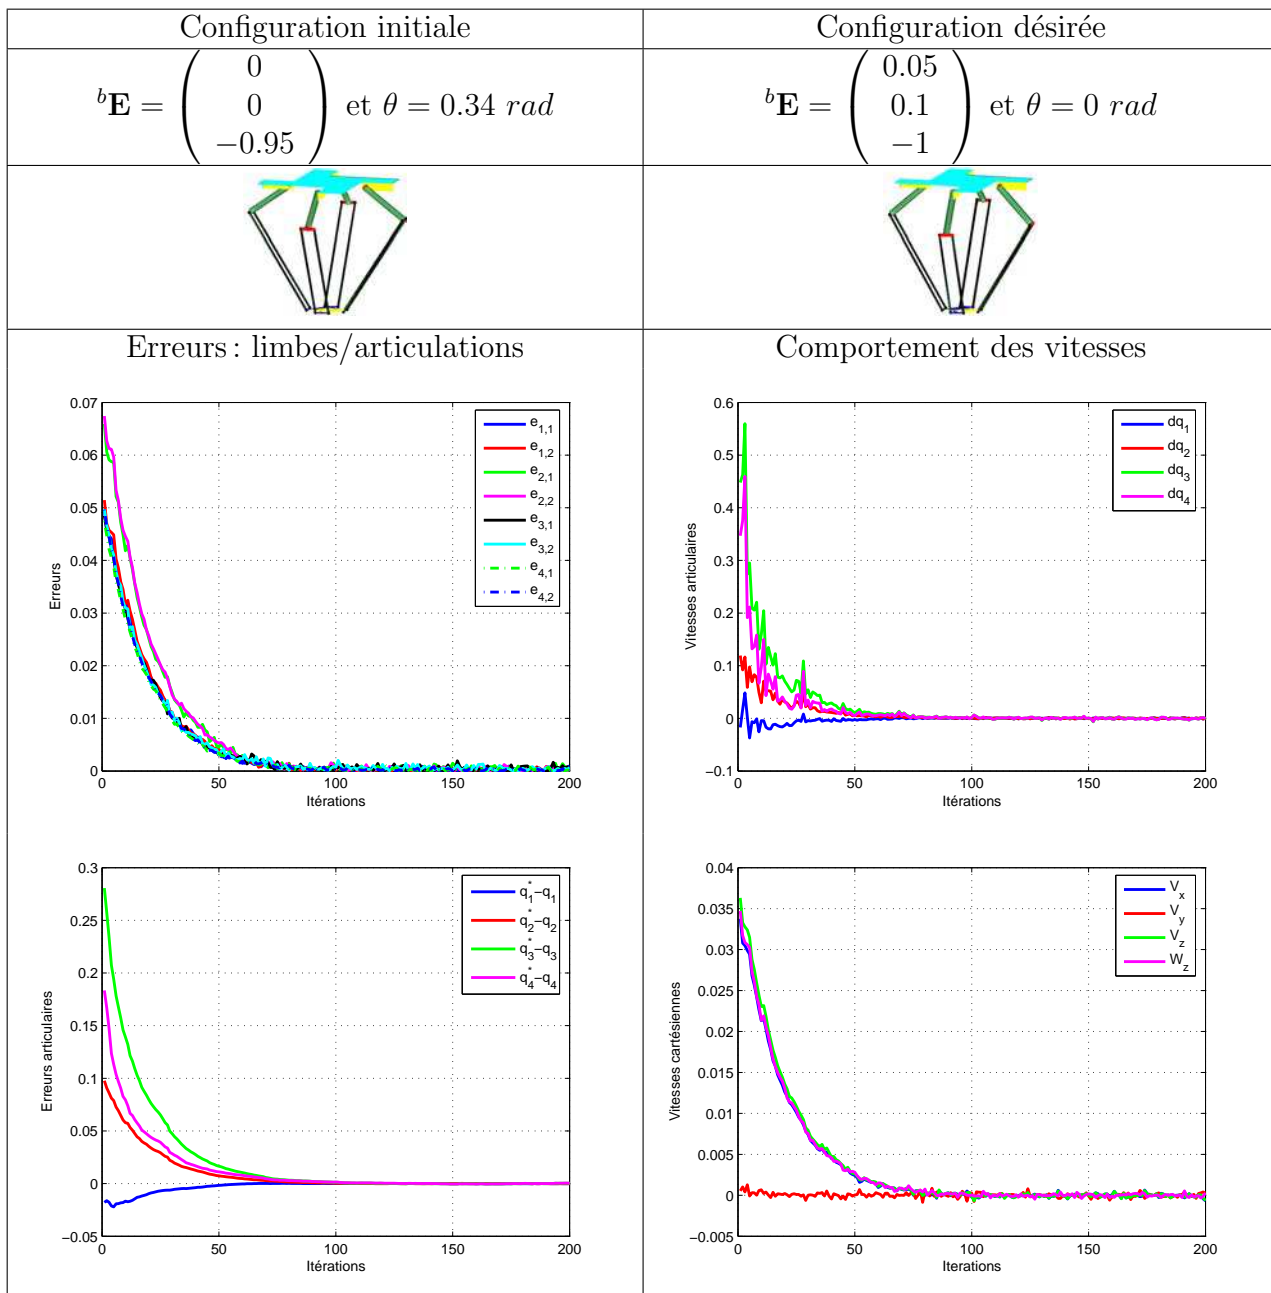 Configuration initiale
Configuration désirée
ᵇE = ( 0 0 −0.95 ) et θ = 0.34 rad
ᵇE = ( 0.05 0.1 −1 ) et θ = 0 rad
Erreurs : limbes/articulations
Comportement des vitesses
0.07
0.06
0.05
0.04
0.03
0.02
0.01
0
0 50 100 150 200
Erreurs
Itérations
e1,1
e1,2
e2,1
e2,2
e3,1
e3,2
e4,1
e4,2
0.6
0.5
0.4
0.3
0.2
0.1
0
−0.1
0 50 100 150 200
Vitesses articulaires
Itérations
dq1
dq2
dq3
dq4
0.3
0.25
0.2
0.15
0.1
0.05
0
−0.05
0 50 100 150 200
Erreurs articulaires
Itérations
q1*−q1
q2*−q2
q3*−q3
q4*−q4
0.04
0.035
0.03
0.025
0.02
0.015
0.01
0.005
0
−0.005
0 50 100 150 200
Vitesses cartésiennes
Iterations
Vx
Vy
Vz
Wz